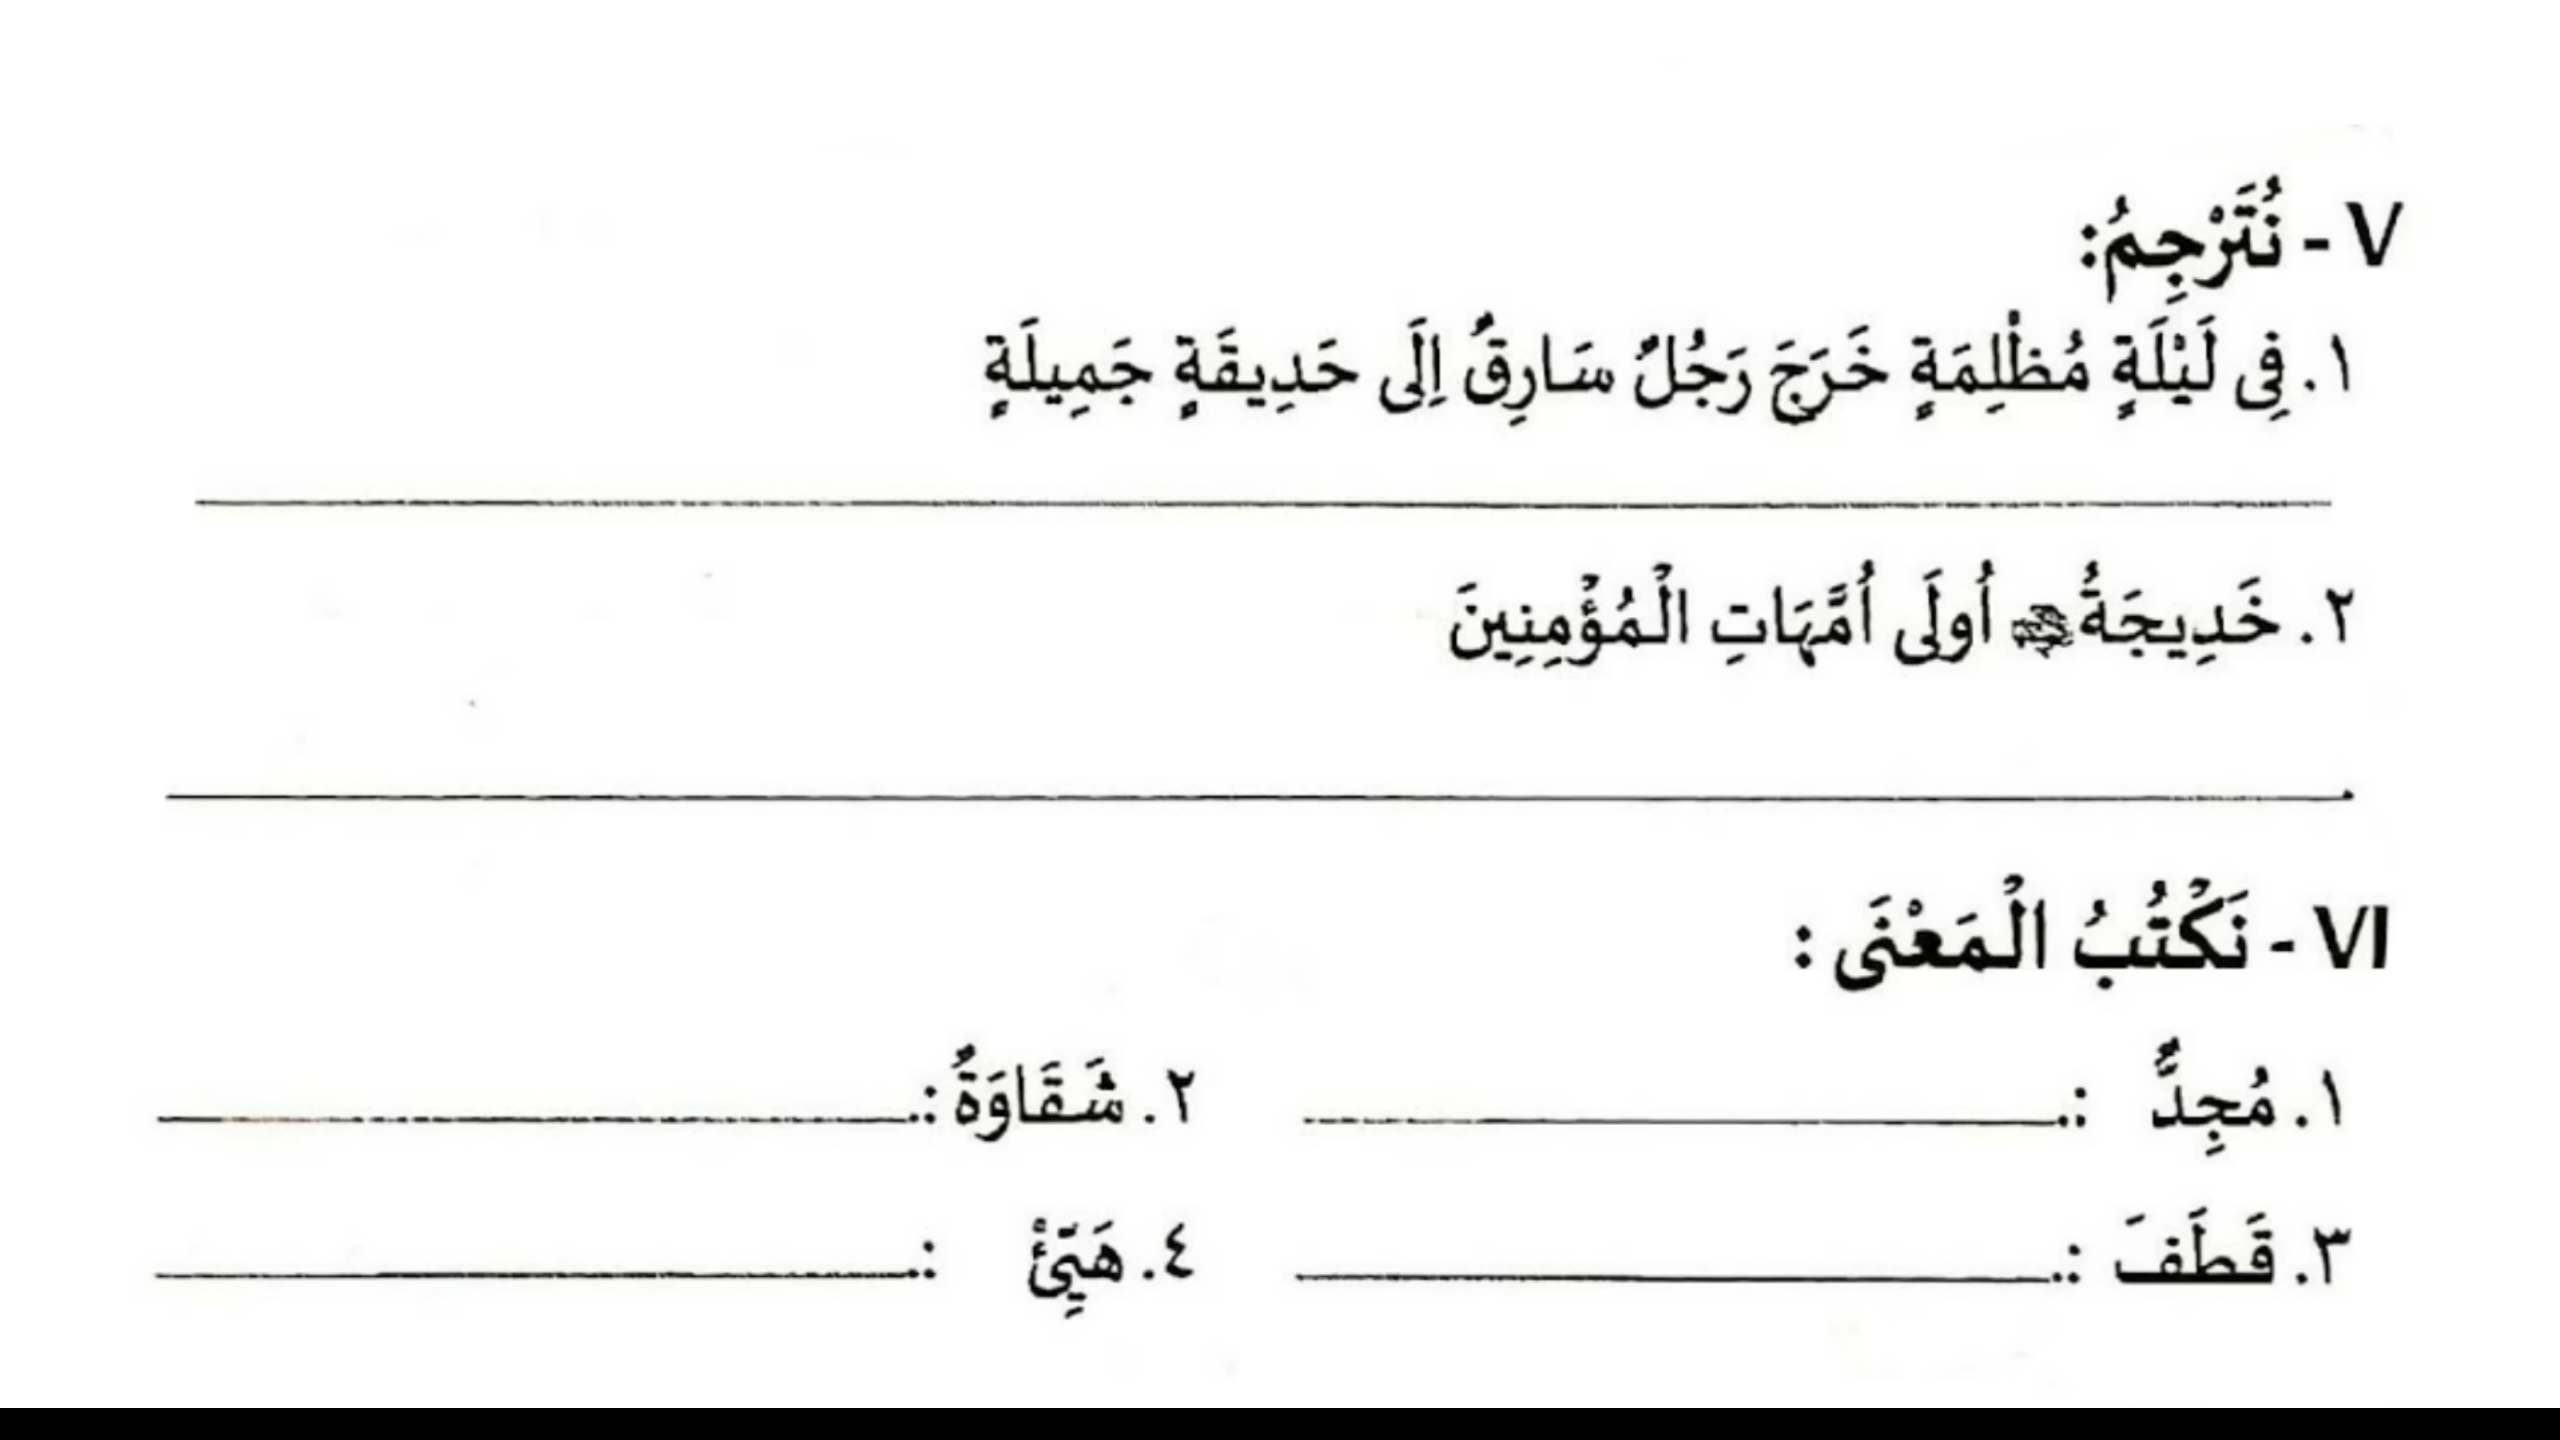 V - نُتَرْجِمُ:
١. فِى لَيْلَةٍ مُظْلِمَةٍ خَرَجَ رَجُلٌ سَارِقٌ اِلَى حَدِيقَةٍ جَمِيلَةٍ
٢. خَدِيجَةُ اُولَى اُمَّهَاتِ الْمُؤْمِنِينَ
VI - نَكْتُبُ الْمَعْنَى :
١. مُجِدٌّ : ٢. شَقَاوَةٌ :
٣. قَطَفَ : ٤. هَيِّئْ :